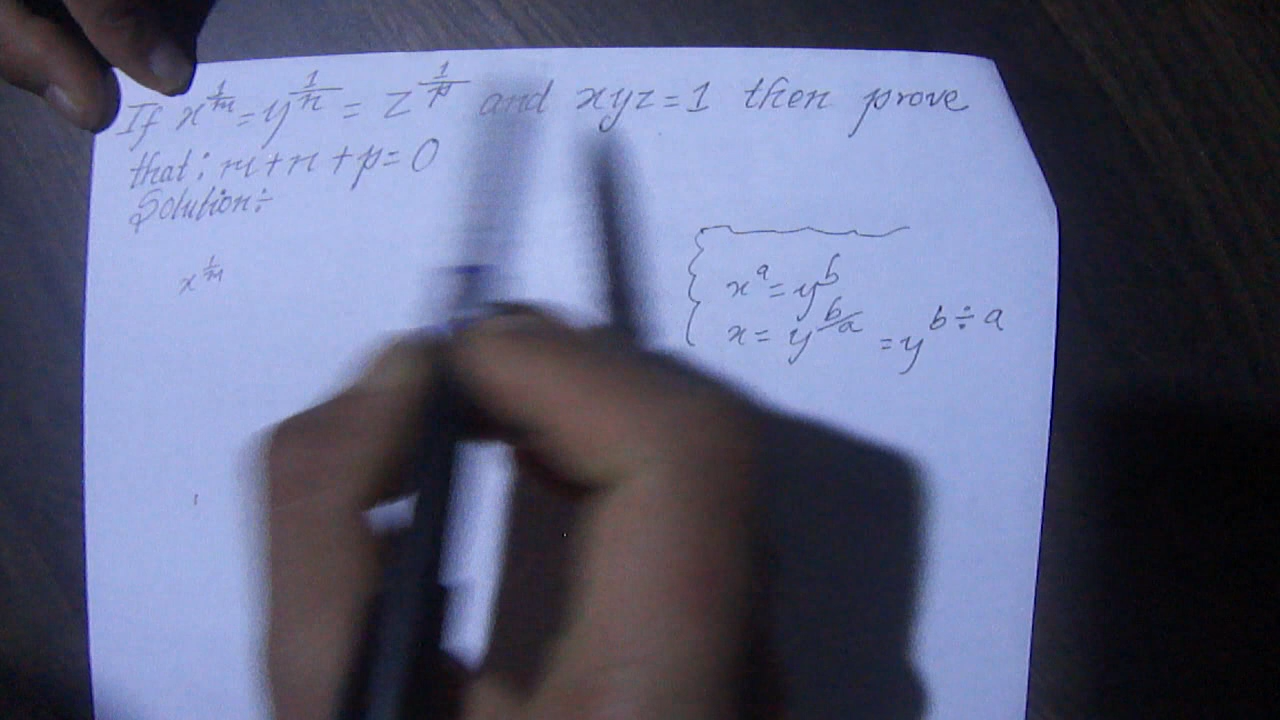 If x^(1/m) = y^(1/n) = z^(1/p) and xyz = 1 then prove
that: m + n + p = 0
Solution:
x^(1/m)
x^a = y^b
x = y^(b/a) = y^(b ÷ a)